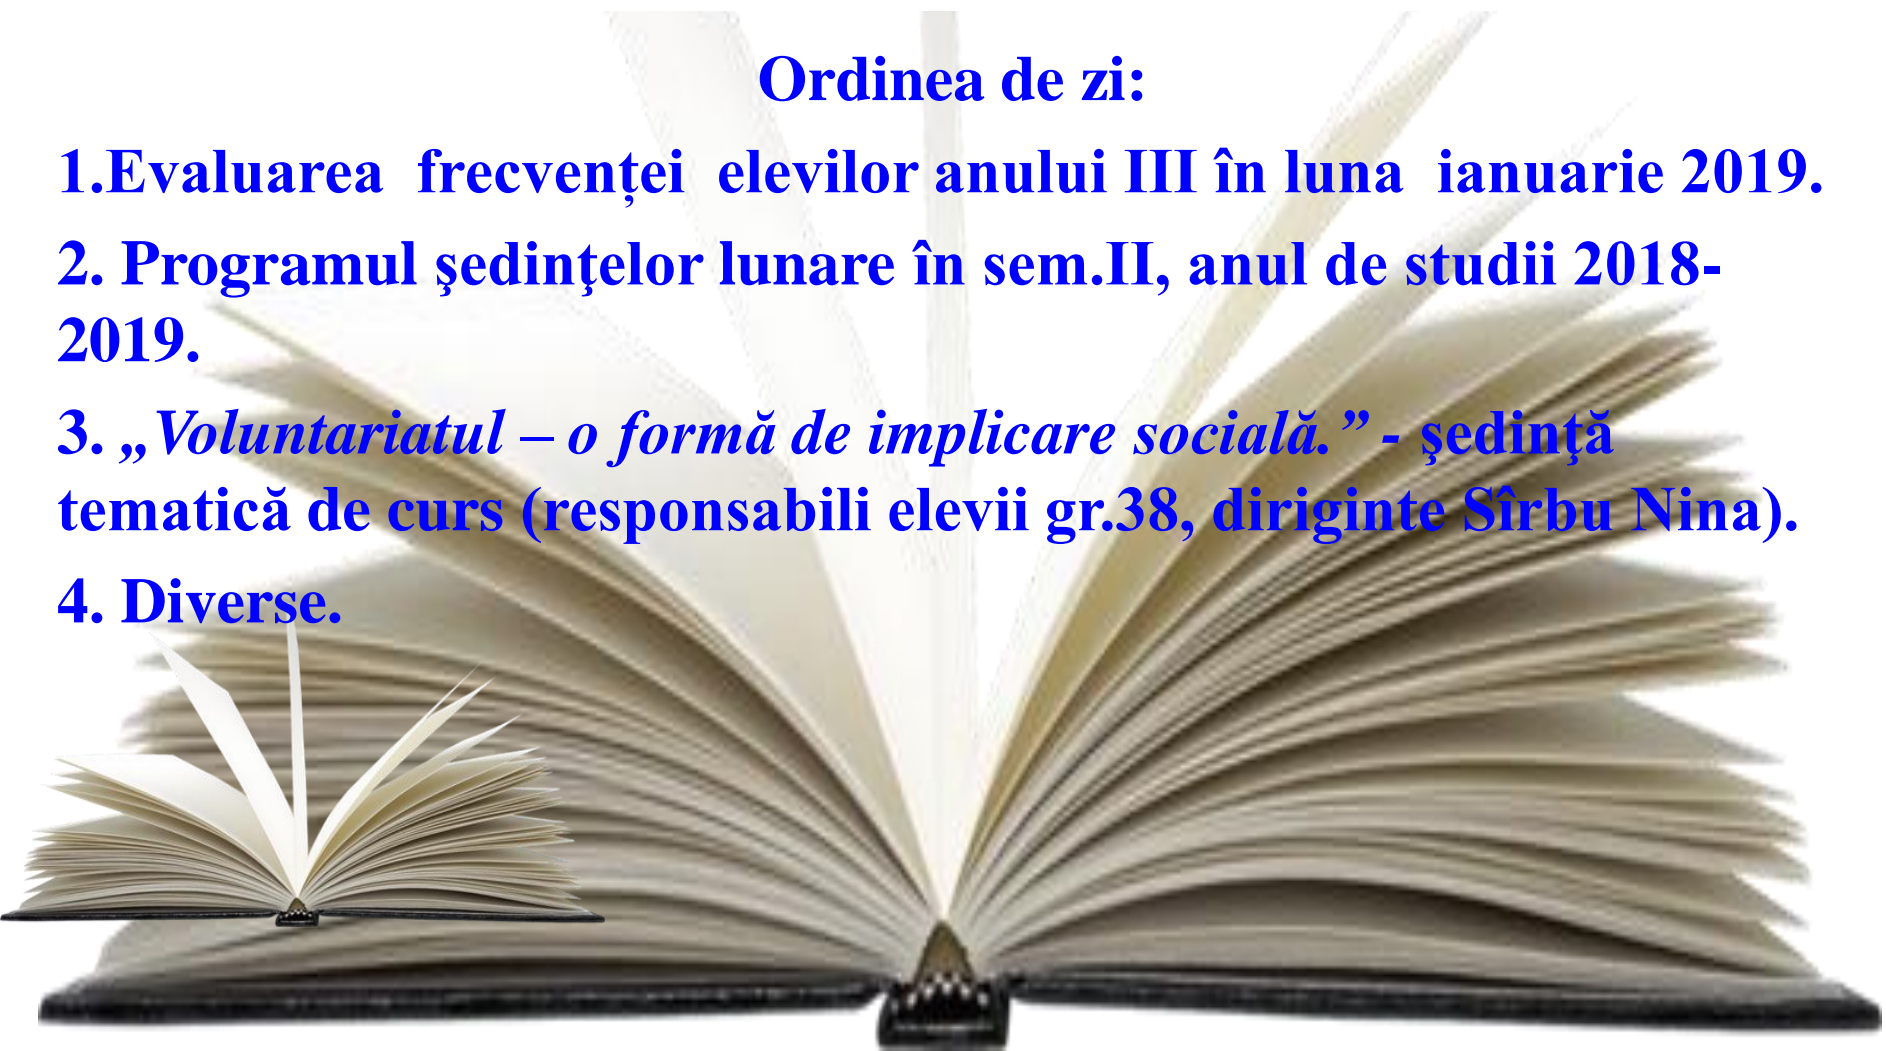 Ordinea de zi:
1.Evaluarea frecvenței elevilor anului III în luna ianuarie 2019.
2. Programul şedinţelor lunare în sem.II, anul de studii 2018-
2019.
3. „Voluntariatul – o formă de implicare socială.” - şedinţă
tematică de curs (responsabili elevii gr.38, diriginte Sîrbu Nina).
4. Diverse.